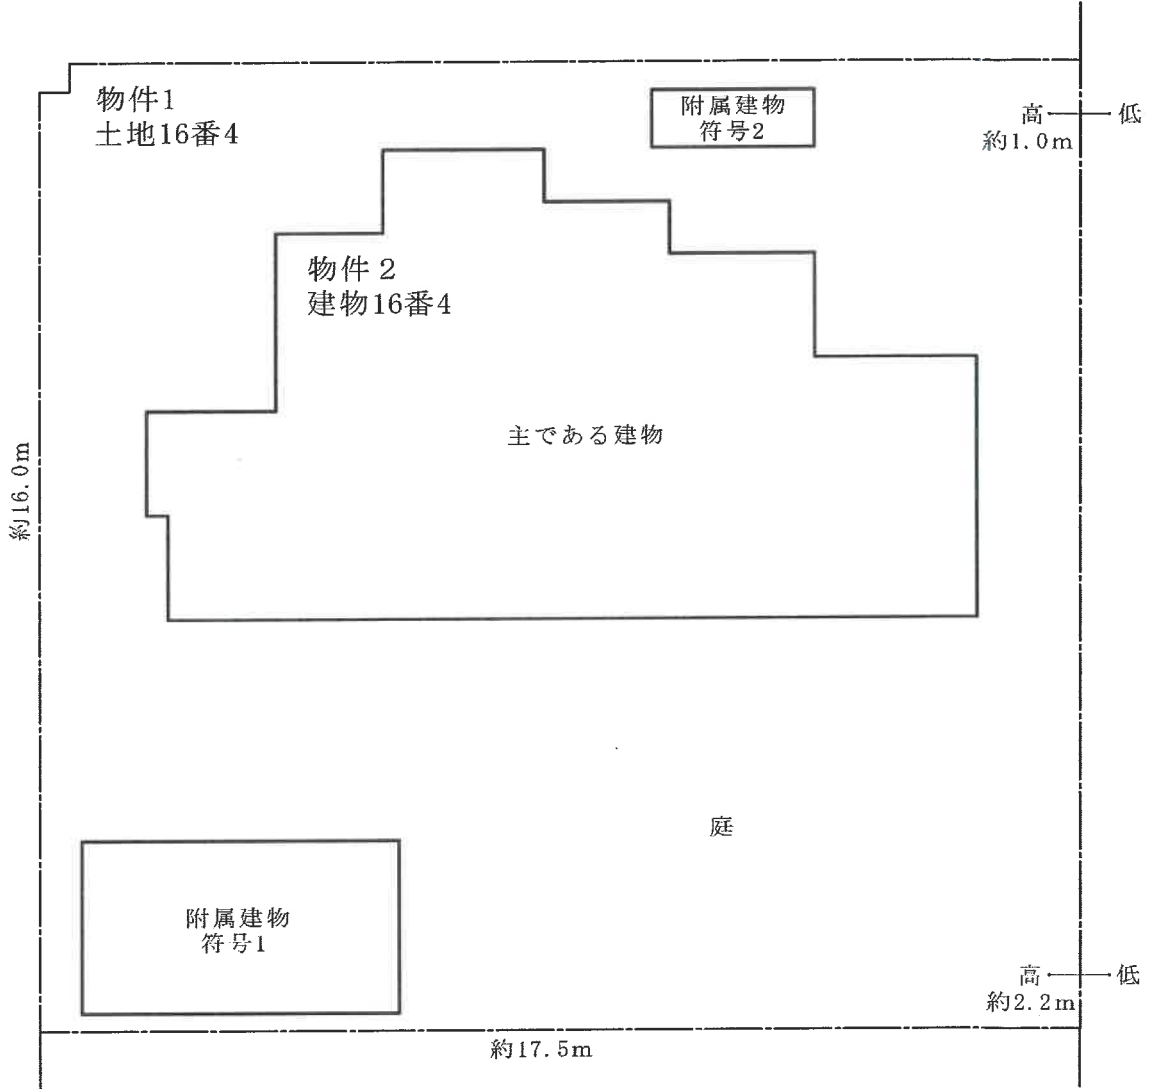 物件1
土地16番4
附属建物
符号2
高
低
約1.0m
物件2
建物16番4
主である建物
約16.0m
庭
附属建物
符号1
高
低
約2.2m
約17.5m